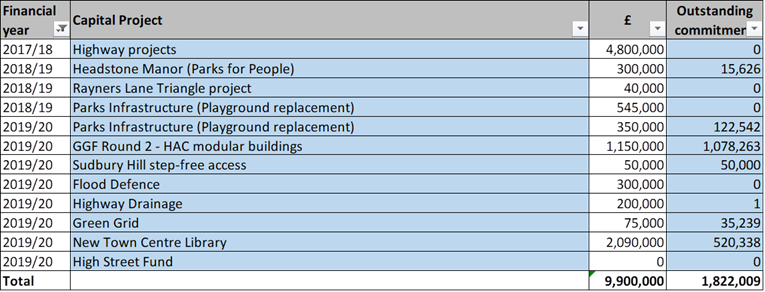 Financial year Capital Project £ Outstanding commitmen
2017/18 Highway projects 4,800,000 0
2018/19 Headstone Manor (Parks for People) 300,000 15,626
2018/19 Rayners Lane Triangle project 40,000 0
2018/19 Parks Infrastructure (Playground replacement) 545,000 0
2019/20 Parks Infrastructure (Playground replacement) 350,000 122,542
2019/20 GGF Round 2 - HAC modular buildings 1,150,000 1,078,263
2019/20 Sudbury Hill step-free access 50,000 50,000
2019/20 Flood Defence 300,000 0
2019/20 Highway Drainage 200,000 1
2019/20 Green Grid 75,000 35,239
2019/20 New Town Centre Library 2,090,000 520,338
2019/20 High Street Fund 0 0
Total 9,900,000 1,822,009